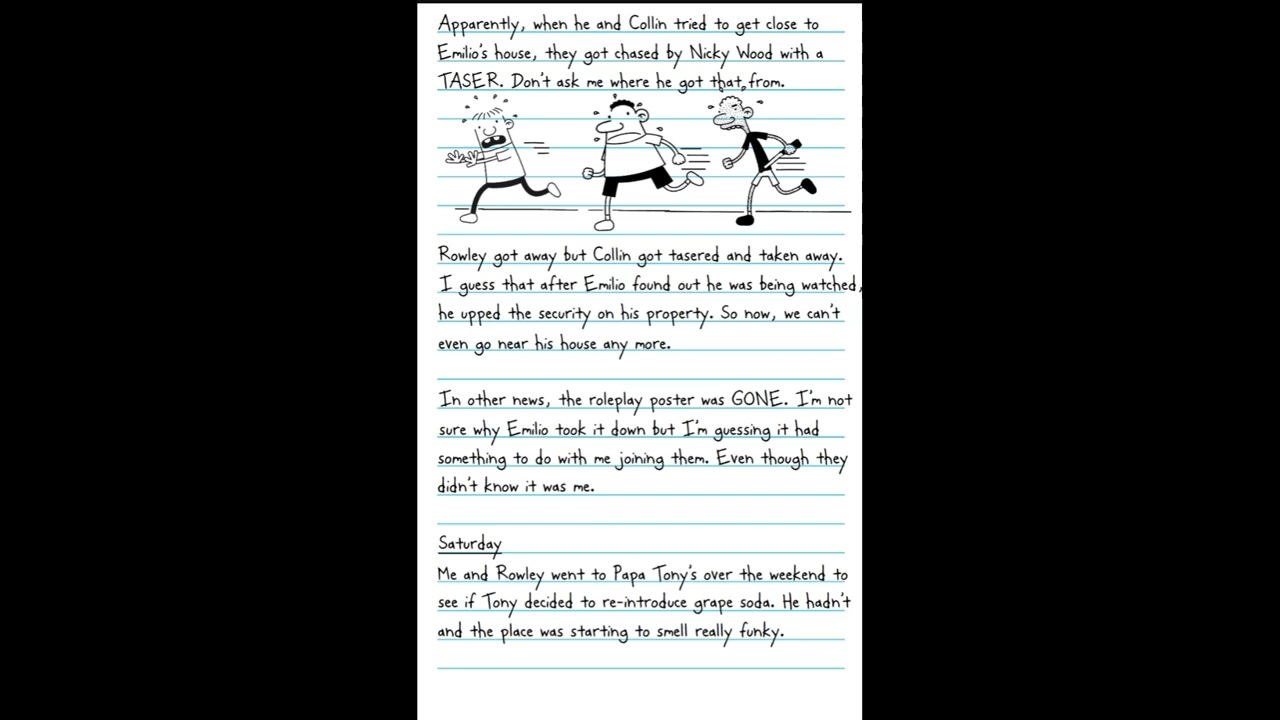 Apparently, when he and Collin tried to get close to
Emilio's house, they got chased by Nicky Wood with a
TASER. Don't ask me where he got that from.
Rowley got away but Collin got tasered and taken away.
I guess that after Emilio found out he was being watched,
he upped the security on his property. So now, we can't
even go near his house any more.
In other news, the roleplay poster was GONE. I'm not
sure why Emilio took it down but I'm guessing it had
something to do with me joining them. Even though they
didn't know it was me.
Saturday
Me and Rowley went to Papa Tony's over the weekend to
see if Tony decided to re-introduce grape soda. He hadn't
and the place was starting to smell really funky.